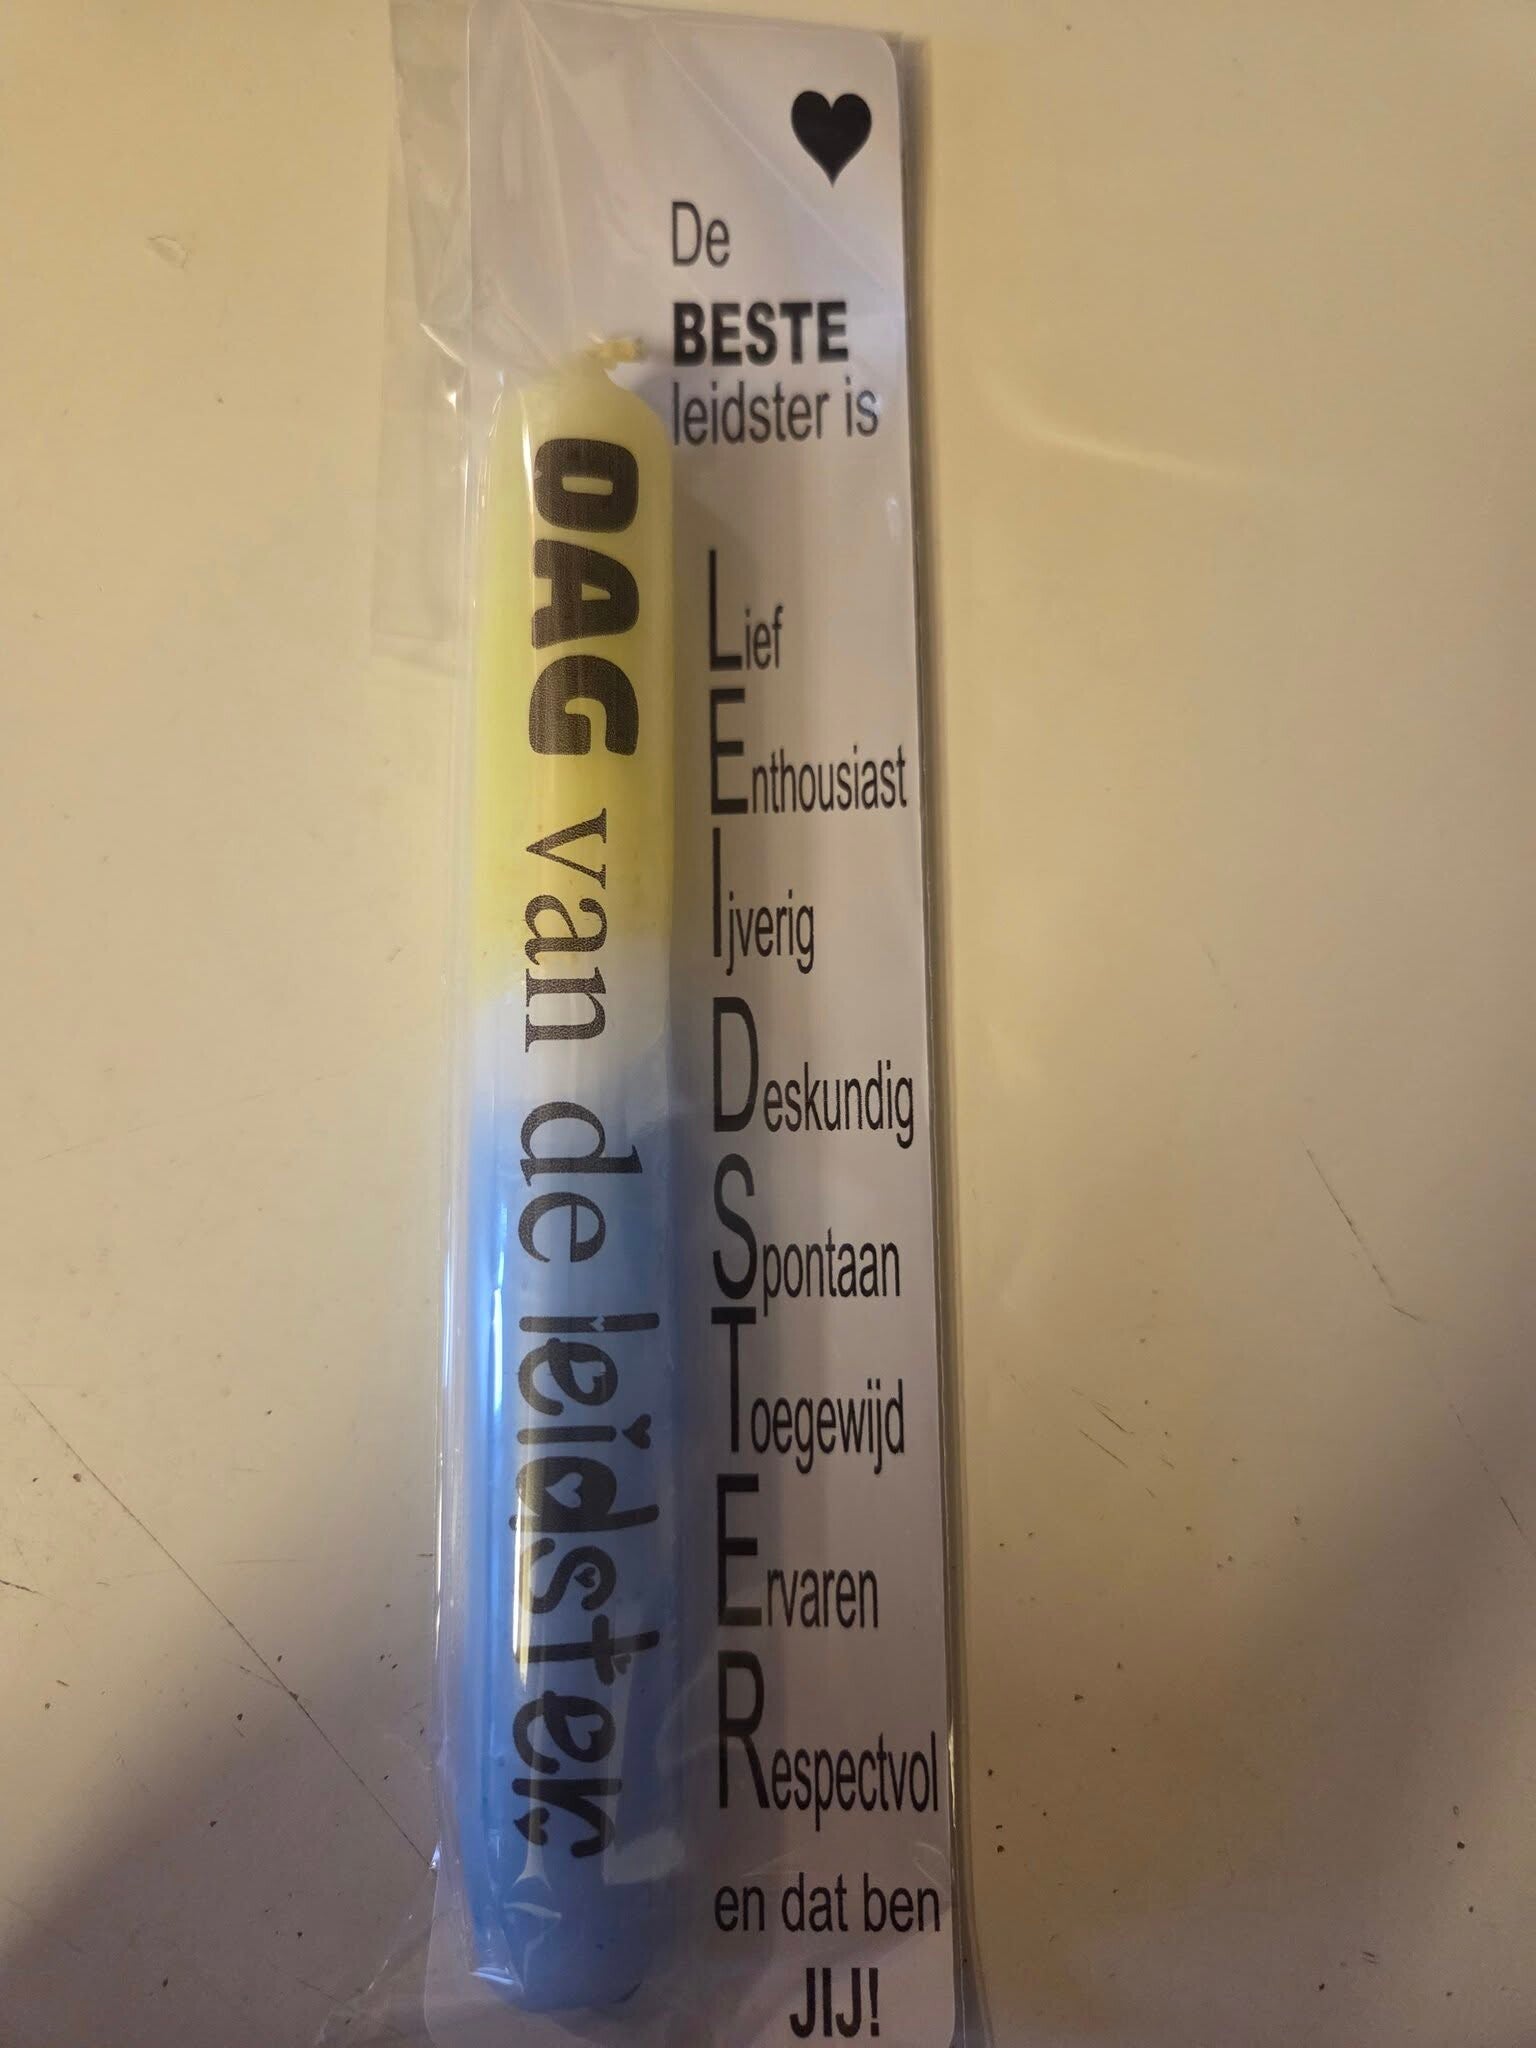 De
BESTE
leidster is
Lief
Enthousiast
Ijverig
Deskundig
Spontaan
Toegewijd
Ervaren
Respectvol
en dat ben
JIJ!
DAG van de leidster